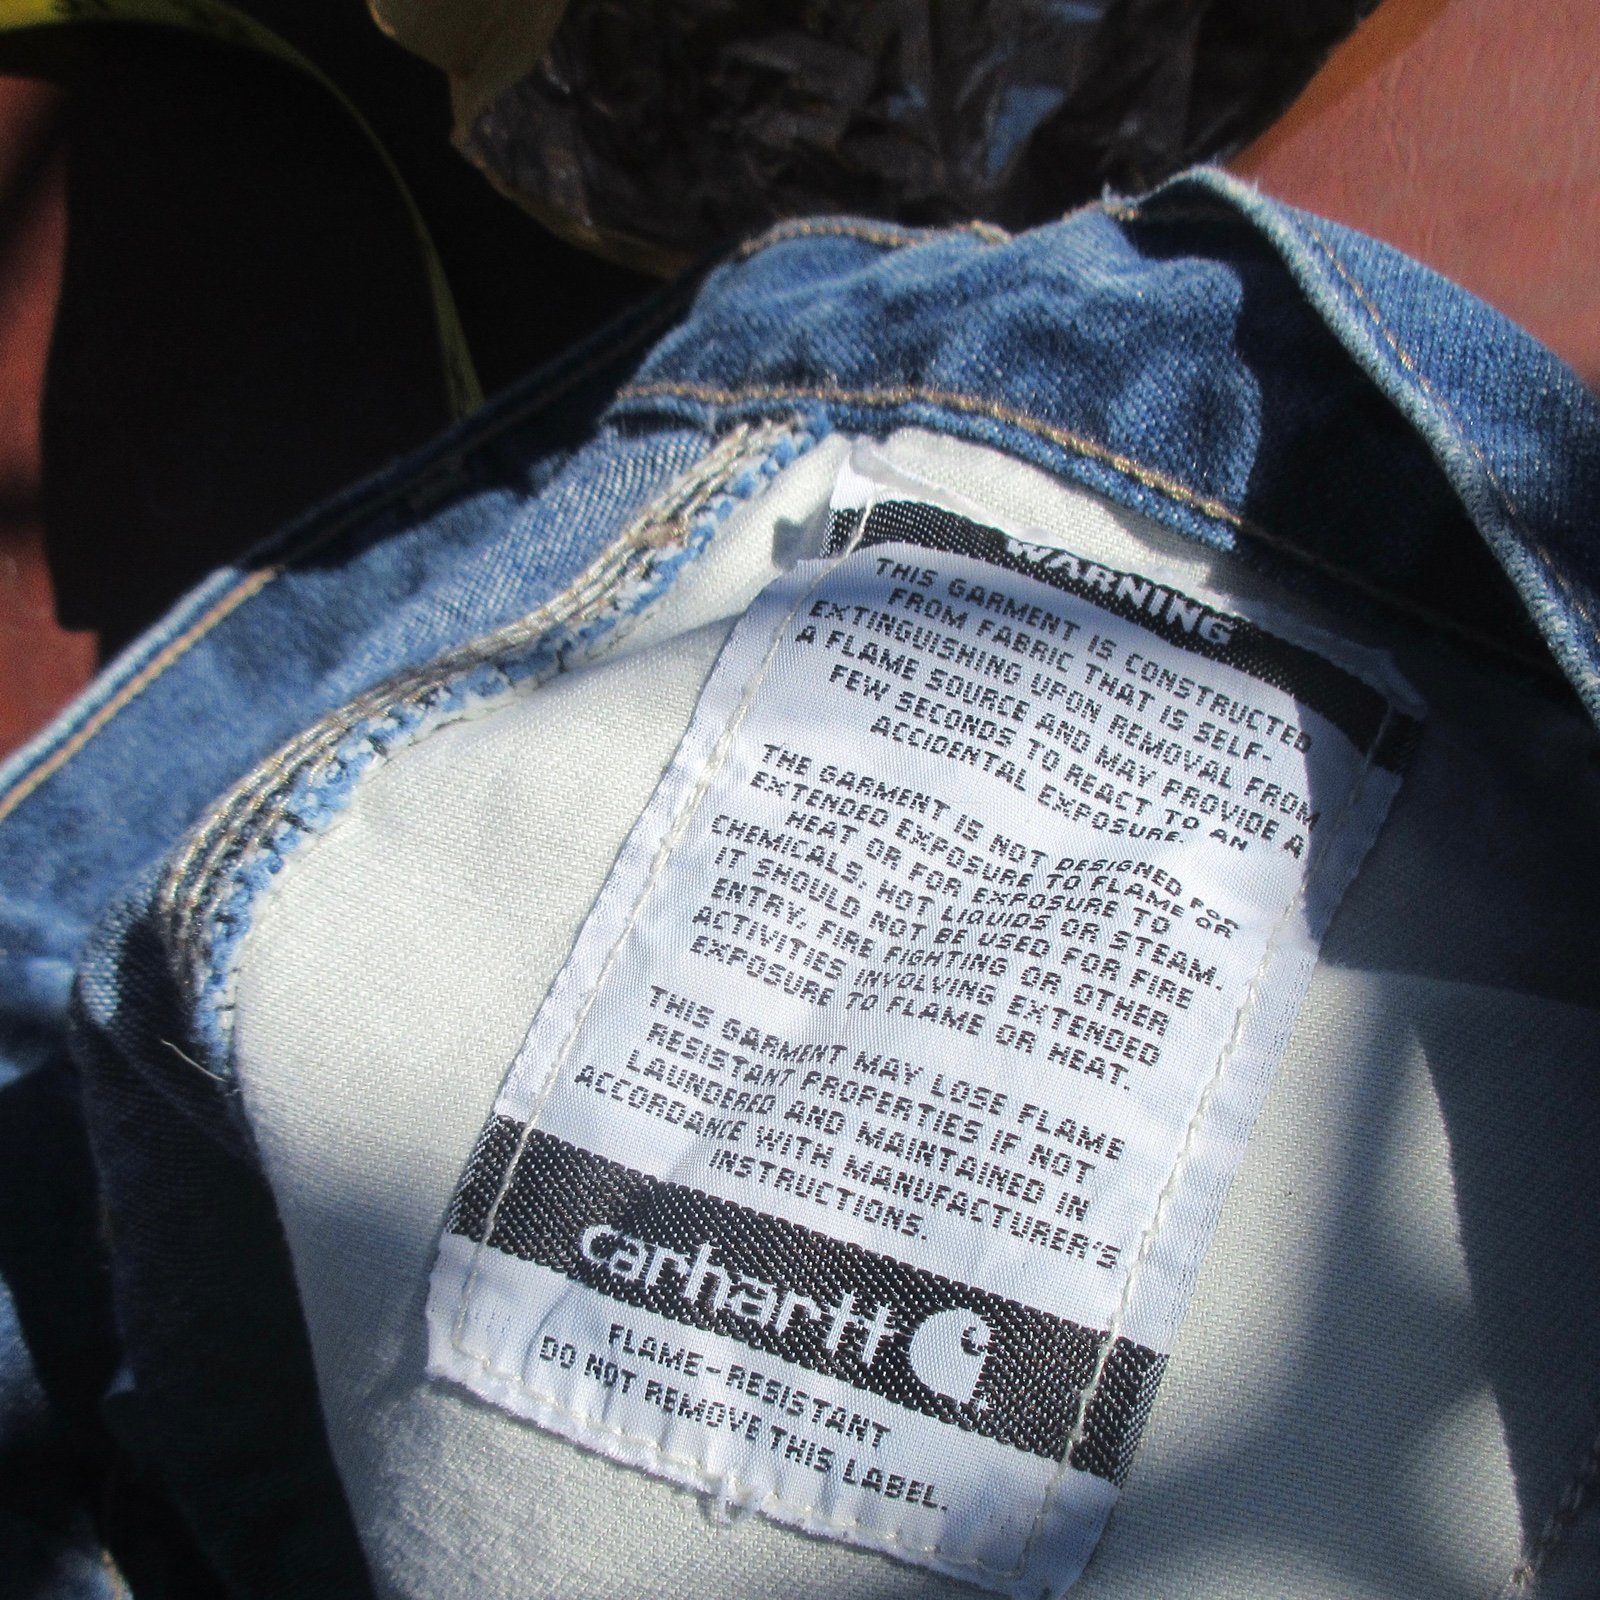 WARNING
THIS GARMENT IS CONSTRUCTED
FROM FABRIC THAT IS SELF-
EXTINGUISHING UPON REMOVAL FROM
A FLAME SOURCE AND MAY PROVIDE A
FEW SECONDS TO REACT TO AN
ACCIDENTAL EXPOSURE.
THE GARMENT IS NOT DESIGNED FOR
EXTENDED EXPOSURE TO FLAME OR
HEAT OR FOR EXPOSURE TO
CHEMICALS, HOT LIQUIDS OR STEAM.
IT SHOULD NOT BE USED FOR FIRE
ENTRY, FIRE FIGHTING OR OTHER
ACTIVITIES INVOLVING EXTENDED
EXPOSURE TO FLAME OR HEAT.
THIS GARMENT MAY LOSE FLAME
RESISTANT PROPERTIES IF NOT
LAUNDERED AND MAINTAINED IN
ACCORDANCE WITH MANUFACTURER'S
INSTRUCTIONS.
carhartt
FLAME-RESISTANT
DO NOT REMOVE THIS LABEL.